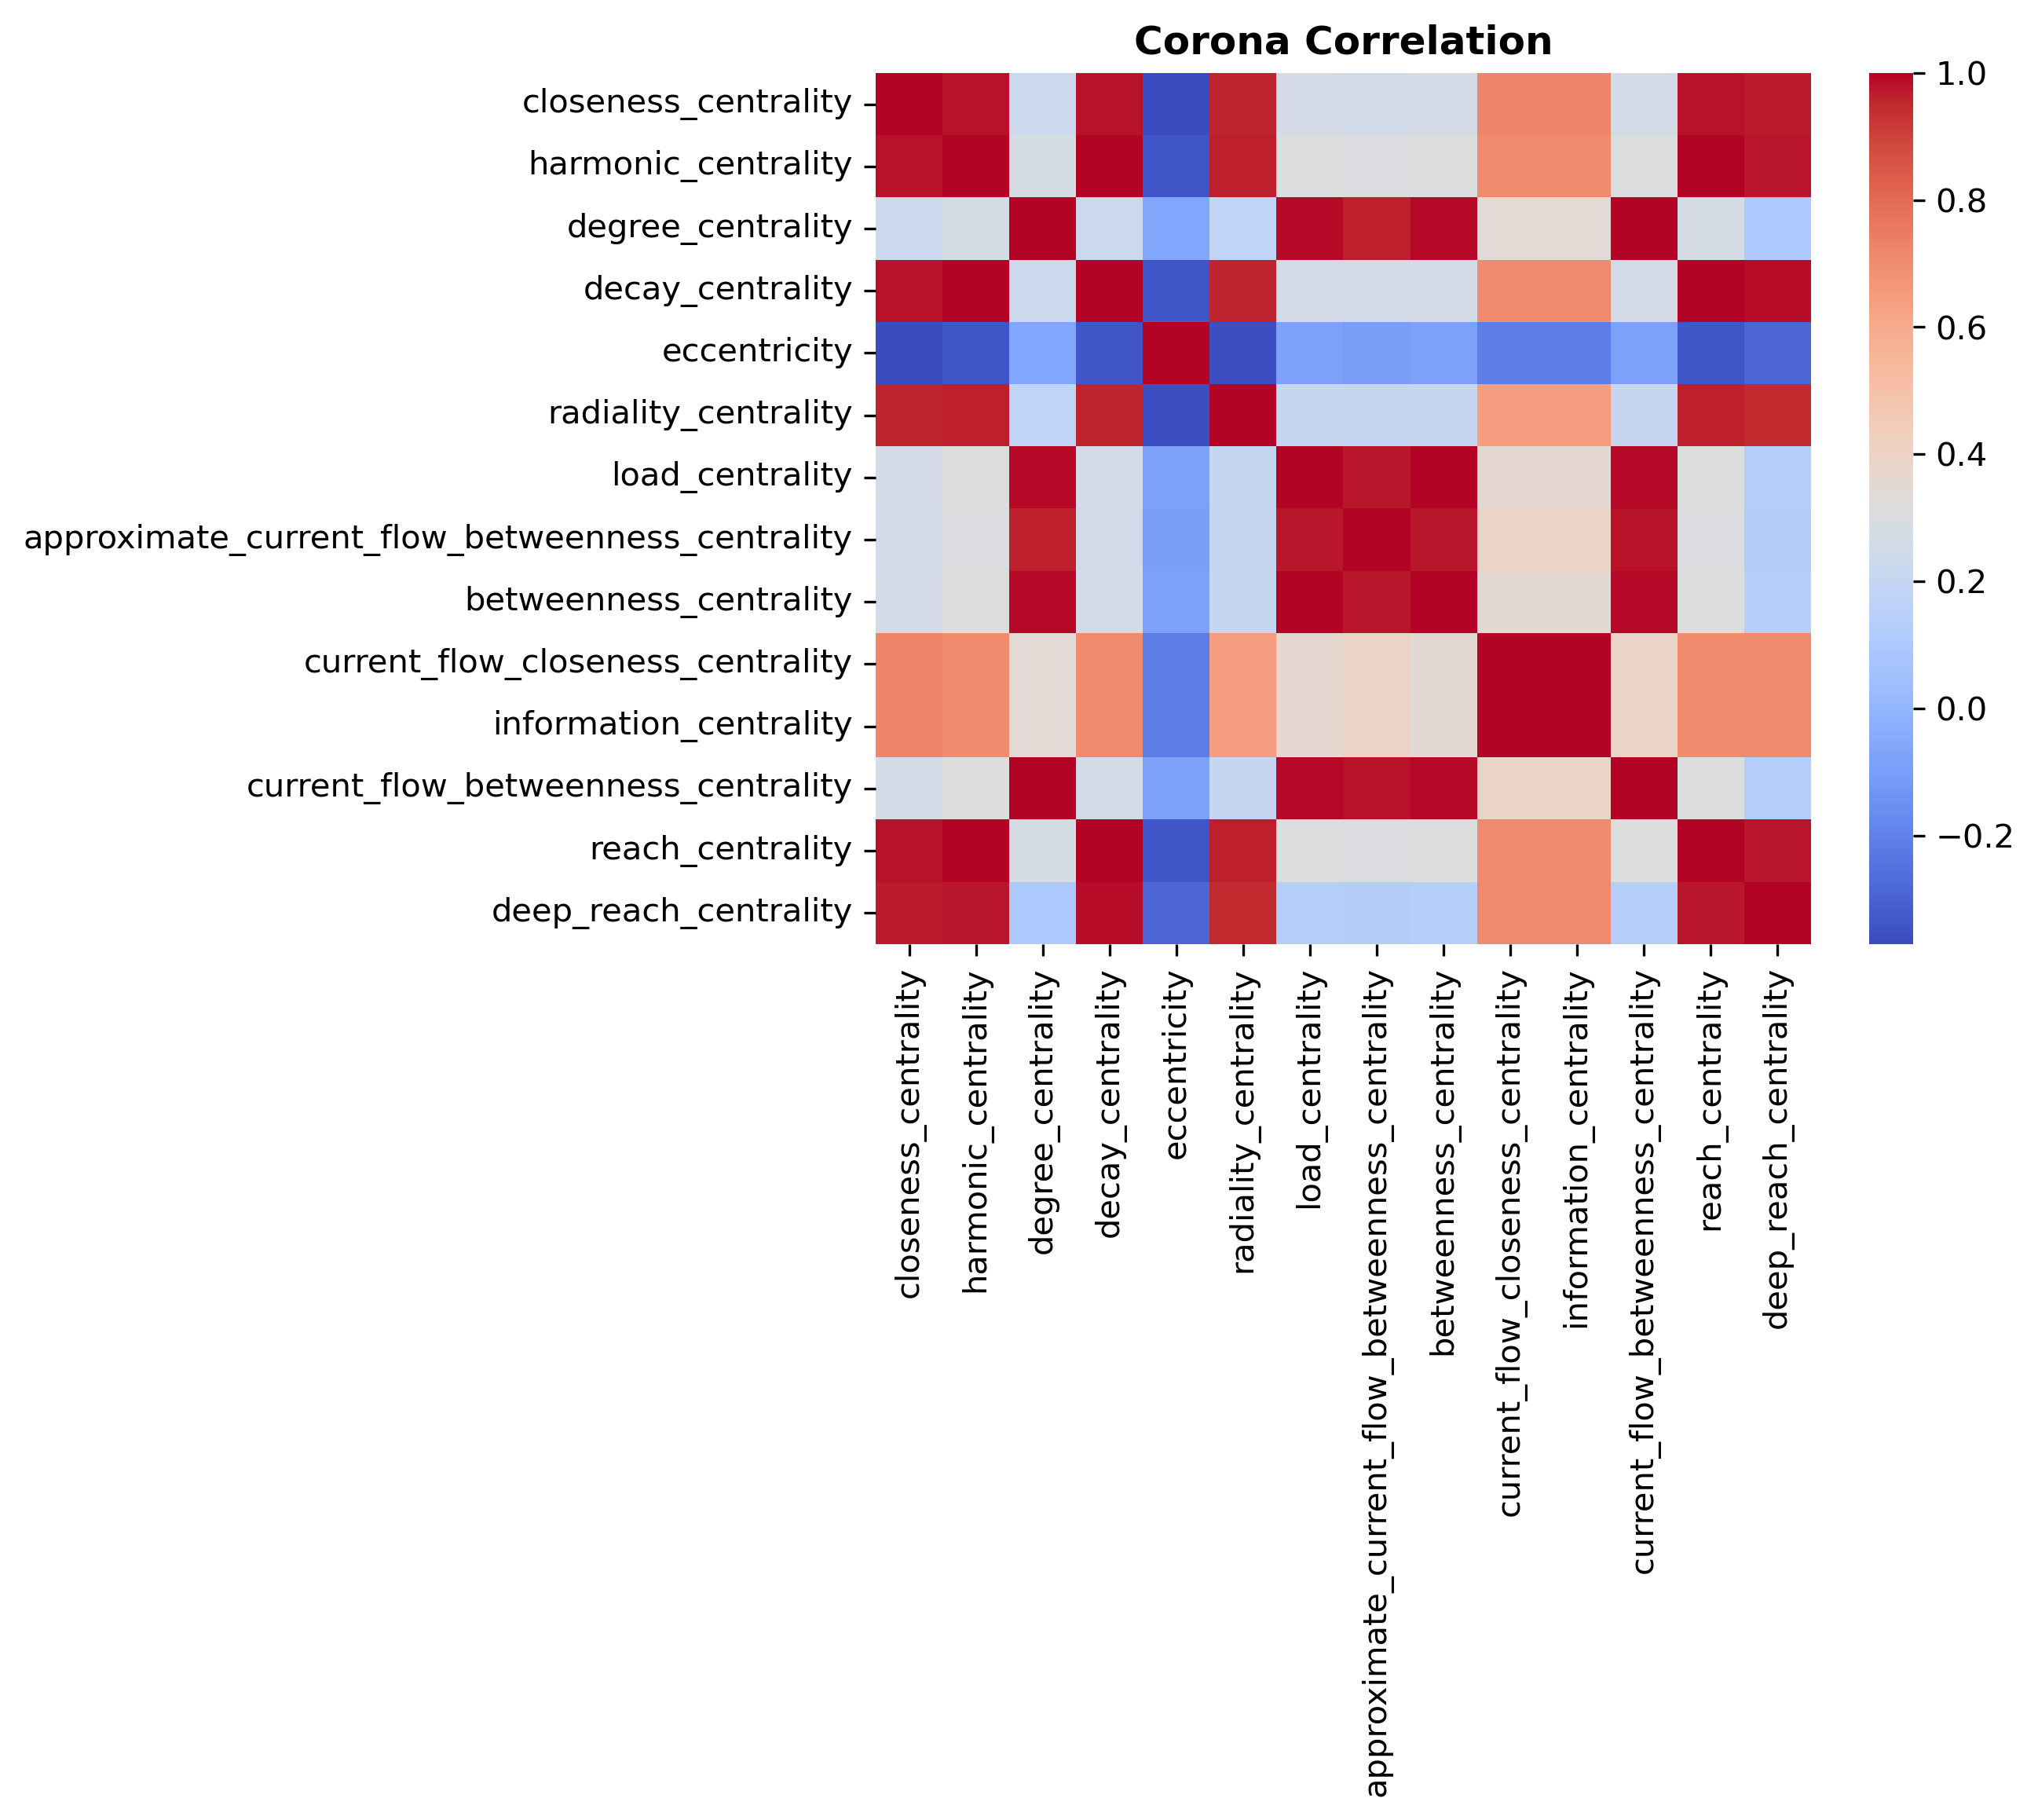 Corona Correlation
closeness_centrality
harmonic_centrality
degree_centrality
decay_centrality
eccentricity
radiality_centrality
load_centrality
approximate_current_flow_betweenness_centrality
betweenness_centrality
current_flow_closeness_centrality
information_centrality
current_flow_betweenness_centrality
reach_centrality
deep_reach_centrality
closeness_centrality
harmonic_centrality
degree_centrality
decay_centrality
eccentricity
radiality_centrality
load_centrality
approximate_current_flow_betweenness_centrality
betweenness_centrality
current_flow_closeness_centrality
information_centrality
current_flow_betweenness_centrality
reach_centrality
deep_reach_centrality
1.0
0.8
0.6
0.4
0.2
0.0
−0.2